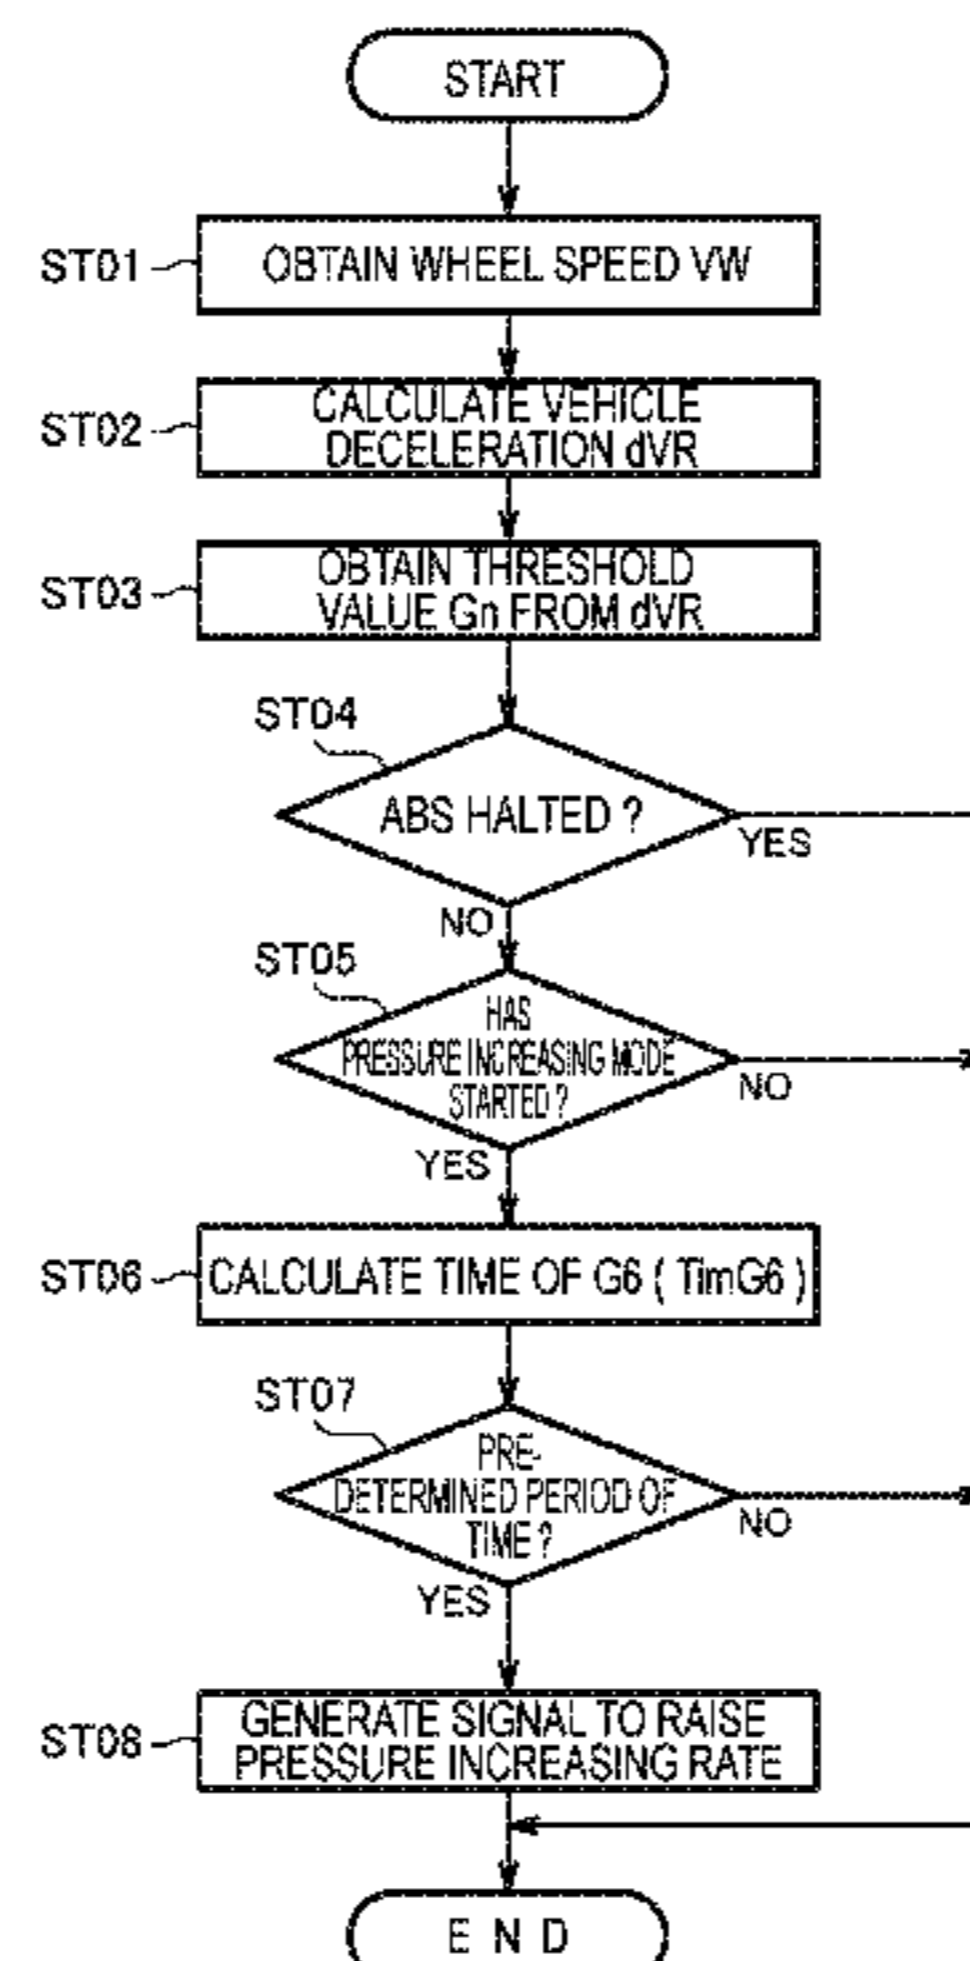 START
ST01
OBTAIN WHEEL SPEED VW
ST02
CALCULATE VEHICLE
DECELERATION dVR
ST03
OBTAIN THRESHOLD
VALUE Gn FROM dVR
ST04
ABS HALTED ?
YES
NO
ST05
HAS
PRESSURE INCREASING MODE
STARTED ?
NO
YES
ST06
CALCULATE TIME OF G6 ( TimG6 )
ST07
PRE-
DETERMINED PERIOD OF
TIME ?
NO
YES
ST08
GENERATE SIGNAL TO RAISE
PRESSURE INCREASING RATE
END